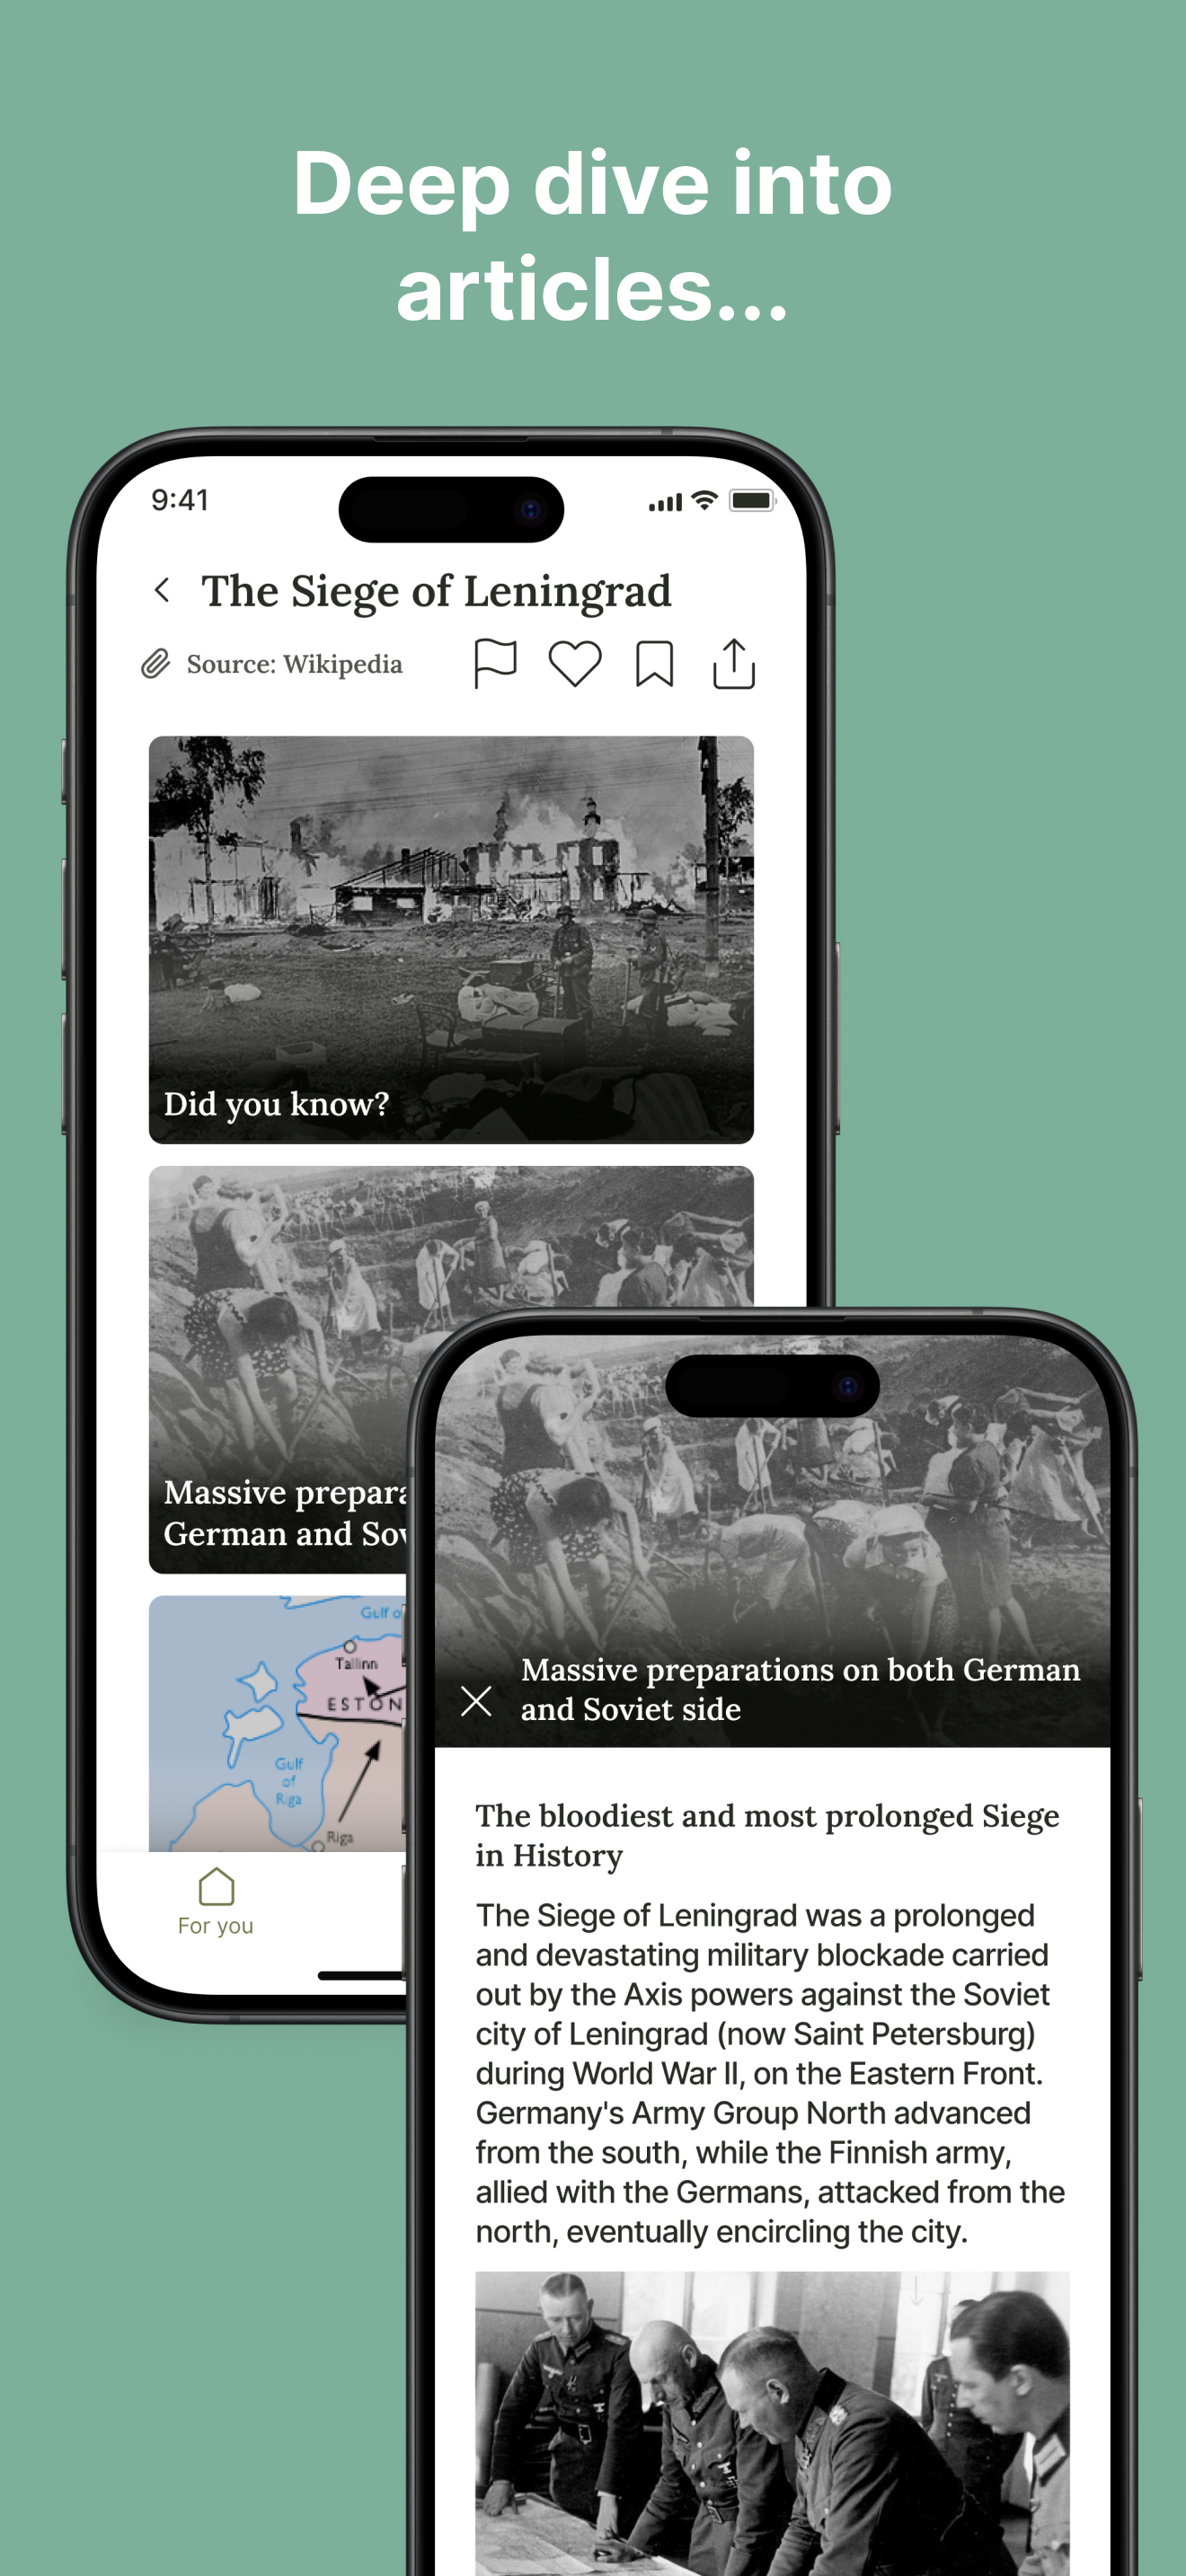 Deep dive into
articles...
9:41
The Siege of Leningrad
Source: Wikipedia
Did you know?
Massive prepara
German and Sov
Gulf o
Tallinn
ESTON
Gulf
of
Riga
Riga
For you
Massive preparations on both German
and Soviet side
The bloodiest and most prolonged Siege
in History
The Siege of Leningrad was a prolonged
and devastating military blockade carried
out by the Axis powers against the Soviet
city of Leningrad (now Saint Petersburg)
during World War II, on the Eastern Front.
Germany's Army Group North advanced
from the south, while the Finnish army,
allied with the Germans, attacked from the
north, eventually encircling the city.